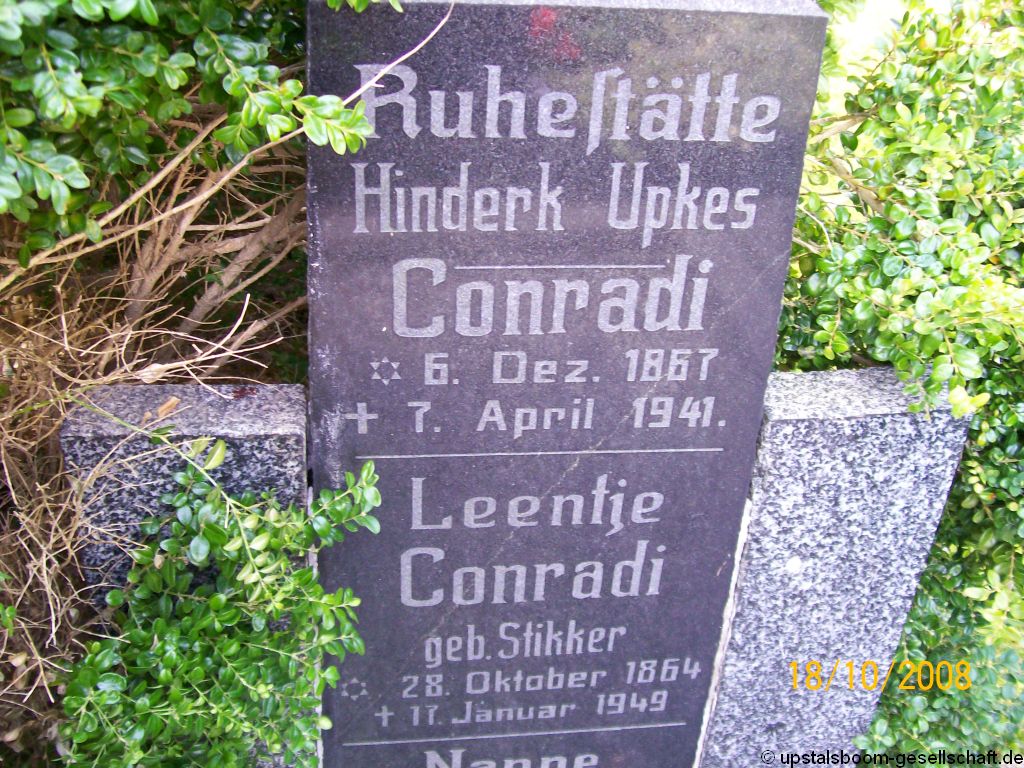 Ruheſtätte
Hinderk Upkes
Conradi
✡ 6. Dez. 1867
+ 7. April 1941.
Leentje
Conradi
geb. Stikker
✡ 28. Oktober 1864
+ 17. Januar 1949
Nanne
18/10/2008
© upstalsboom-gesellschaft.de